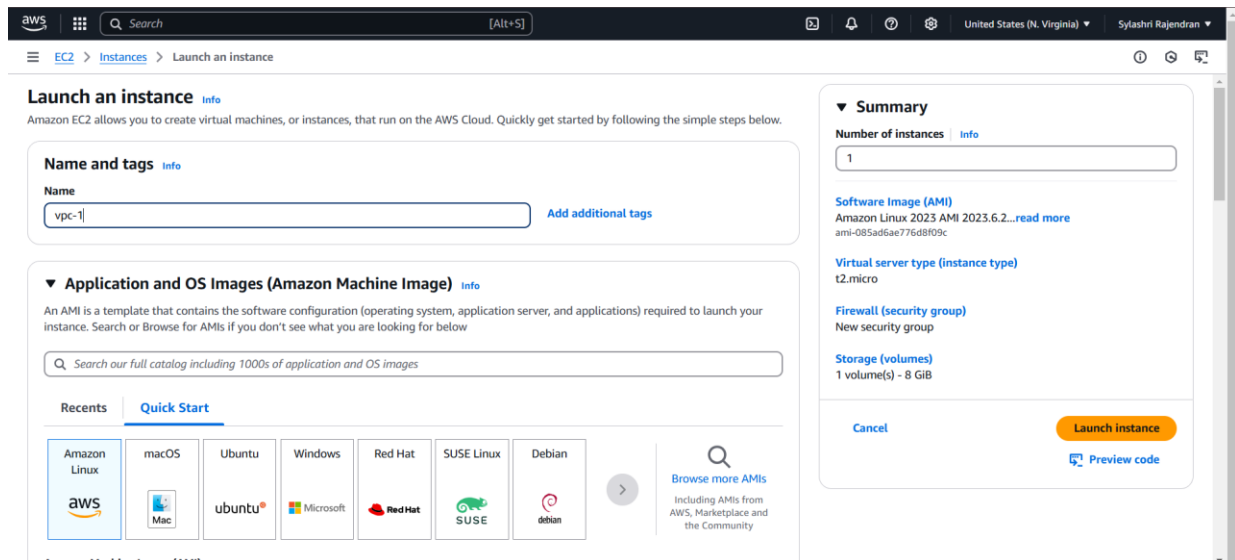 aws
Search
[Alt+S]
United States (N. Virginia) ▼
Sylashri Rajendran ▼
EC2 > Instances > Launch an instance
Launch an instance Info
Amazon EC2 allows you to create virtual machines, or instances, that run on the AWS Cloud. Quickly get started by following the simple steps below.
Name and tags Info
Name
vpc-1
Add additional tags
▼ Application and OS Images (Amazon Machine Image) Info
An AMI is a template that contains the software configuration (operating system, application server, and applications) required to launch your
instance. Search or Browse for AMIs if you don't see what you are looking for below
Search our full catalog including 1000s of application and OS images
Recents
Quick Start
Amazon
Linux
aws
macOS
Mac
Ubuntu
ubuntu
Windows
Microsoft
Red Hat
Red Hat
SUSE Linux
SUSE
Debian
debian
Browse more AMIs
Including AMIs from
AWS, Marketplace and
the Community
▼ Summary
Number of instances Info
1
Software Image (AMI)
Amazon Linux 2023 AMI 2023.6.2...read more
ami-085ad6ae776d8f09c
Virtual server type (instance type)
t2.micro
Firewall (security group)
New security group
Storage (volumes)
1 volume(s) - 8 GiB
Cancel
Launch instance
Preview code